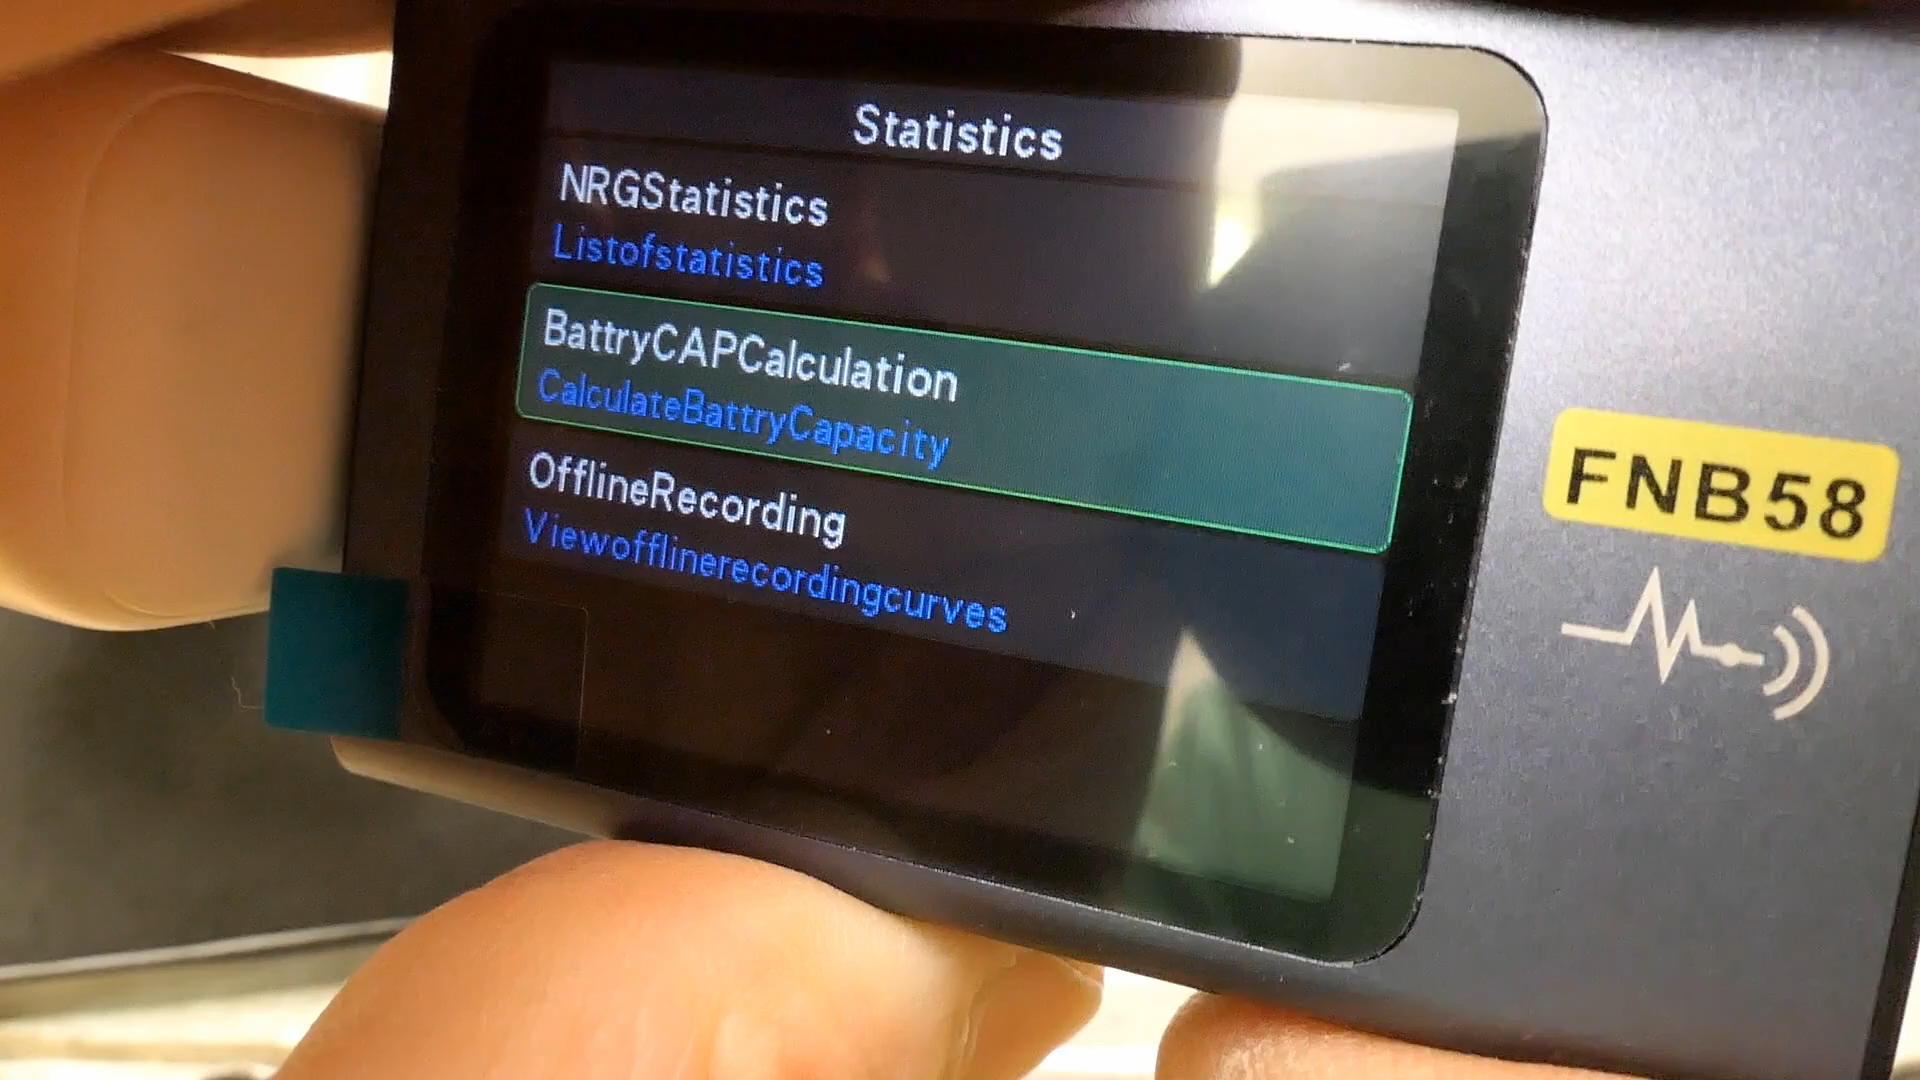 Statistics
NRGStatistics
Listofstatistics
BattryCAPCalculation
CalculateBattryCapacity
OfflineRecording
Viewofflinerecordingcurves
FNB58